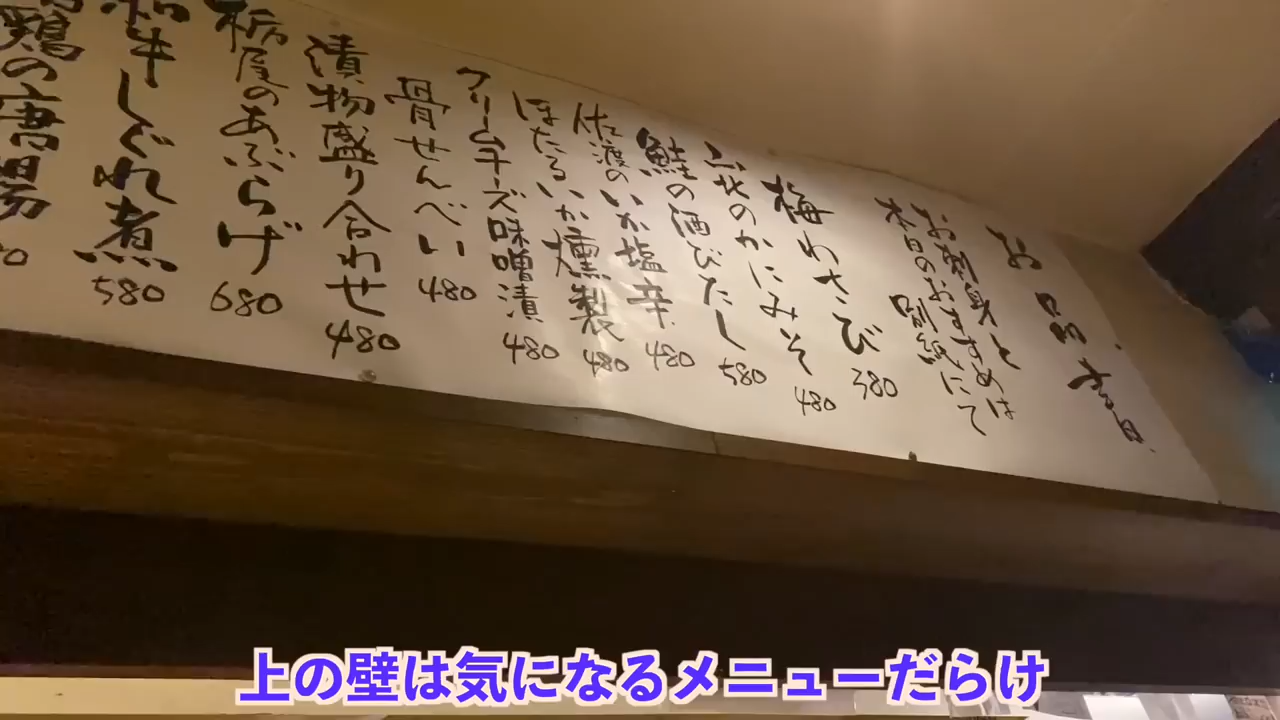 お品書
お刺身と
本日のおすすめは
別紙にて
梅わさび
380
山北のかにみそ
480
鮭の酒びたし
580
佐渡のいか塩辛
480
ほたるいか燻製
480
クリームチーズ味噌漬
480
骨せんべい
480
漬物盛り合わせ
480
栃尾のあぶらげ
680
和牛しぐれ煮
580
鶏の唐揚
上の壁は気になるメニューだらけ